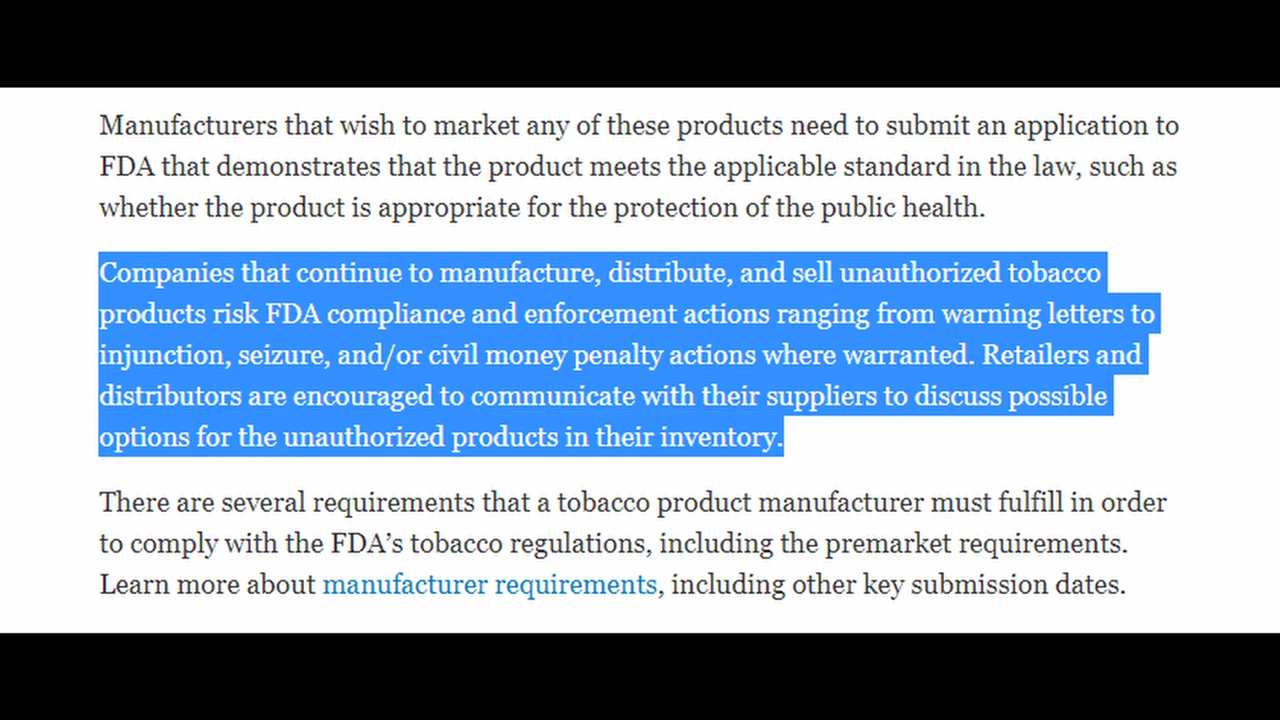 Manufacturers that wish to market any of these products need to submit an application to
FDA that demonstrates that the product meets the applicable standard in the law, such as
whether the product is appropriate for the protection of the public health.
Companies that continue to manufacture, distribute, and sell unauthorized tobacco
products risk FDA compliance and enforcement actions ranging from warning letters to
injunction, seizure, and/or civil money penalty actions where warranted. Retailers and
distributors are encouraged to communicate with their suppliers to discuss possible
options for the unauthorized products in their inventory.
There are several requirements that a tobacco product manufacturer must fulfill in order
to comply with the FDA’s tobacco regulations, including the premarket requirements.
Learn more about manufacturer requirements, including other key submission dates.